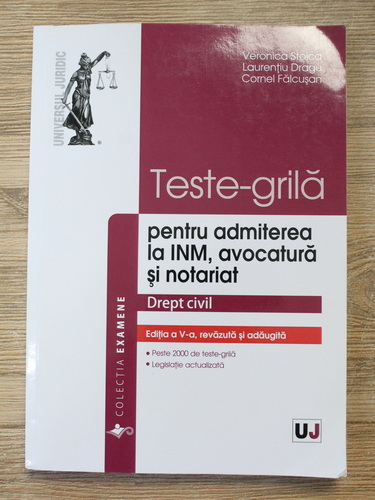 Veronica Stoica
Laurențiu Dragu
Cornel Fălcușan
UNIVERSUL JURIDIC
Teste-grilă
pentru admiterea
la INM, avocatură
și notariat
Drept civil
Ediția a V-a, revăzută și adăugită
• Peste 2000 de teste-grilă
• Legislație actualizată
COLECȚIA EXAMENE
UJ